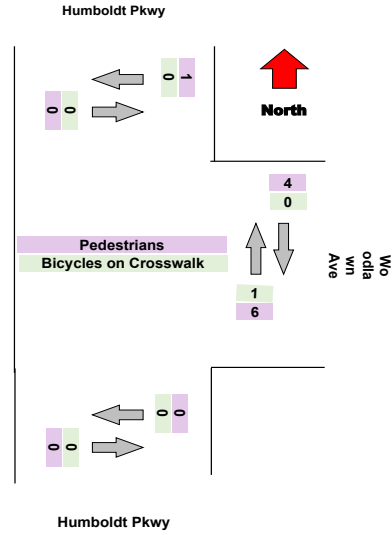 Humboldt Pkwy
0 1
0 0
North
4
0
Pedestrians
Bicycles on Crosswalk
Wo
odla
wn
Ave
1
6
0 0
0 0
Humboldt Pkwy